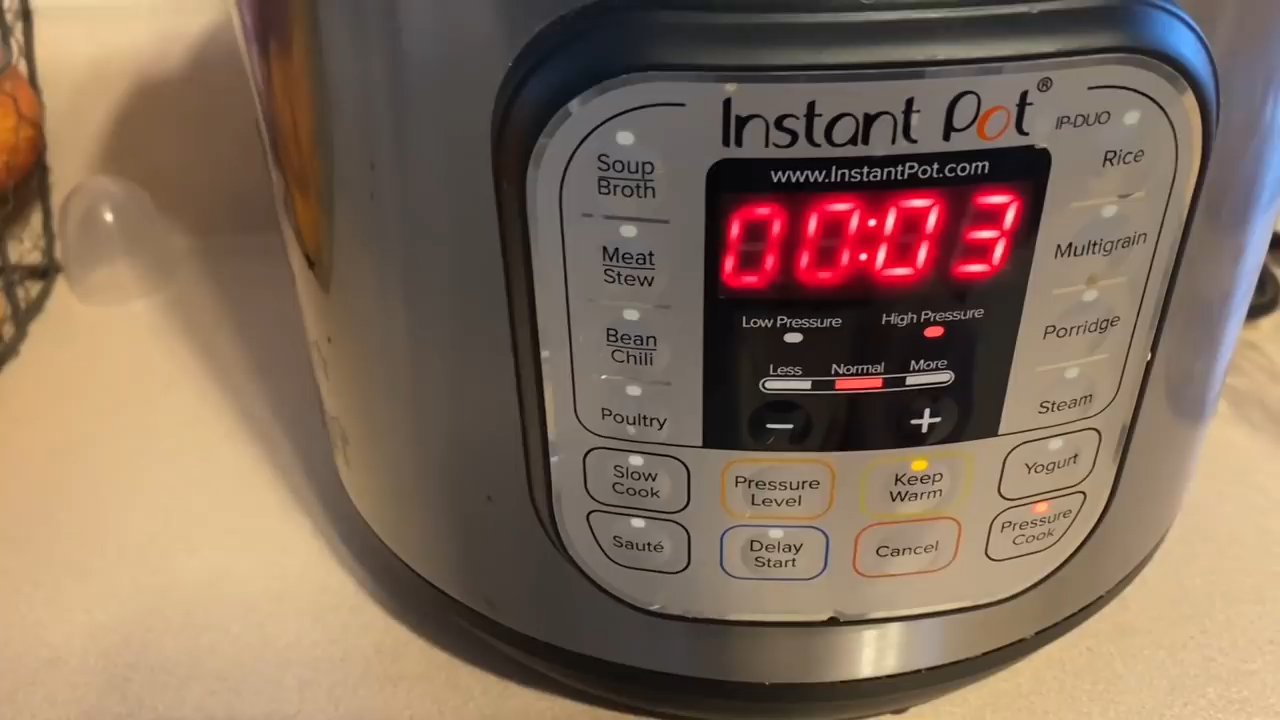 Instant Pot® IP-DUO
www.InstantPot.com
00:03
Soup
Broth
Meat
Stew
Bean
Chili
Poultry
Low Pressure High Pressure
Less Normal More
− +
Rice
Multigrain
Porridge
Steam
Slow
Cook
Pressure
Level
Keep
Warm
Yogurt
Sauté
Delay
Start
Cancel
Pressure
Cook